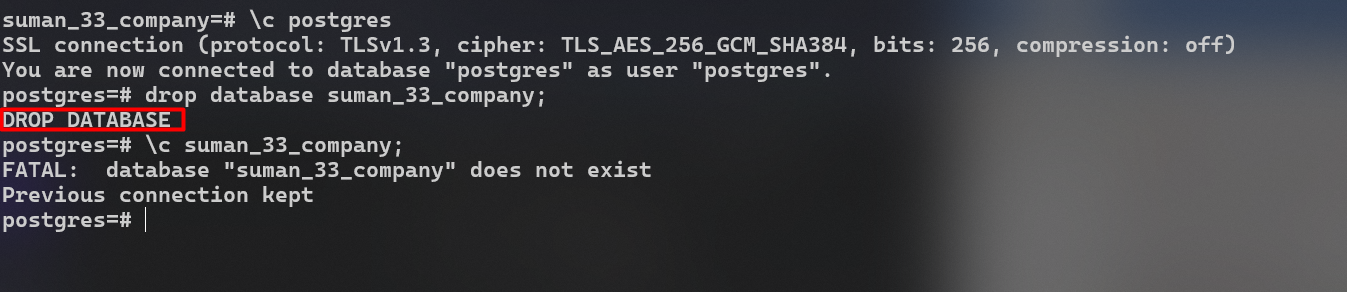 suman_33_company=# \c postgres
SSL connection (protocol: TLSv1.3, cipher: TLS_AES_256_GCM_SHA384, bits: 256, compression: off)
You are now connected to database "postgres" as user "postgres".
postgres=# drop database suman_33_company;
DROP DATABASE
postgres=# \c suman_33_company;
FATAL:  database "suman_33_company" does not exist
Previous connection kept
postgres=#